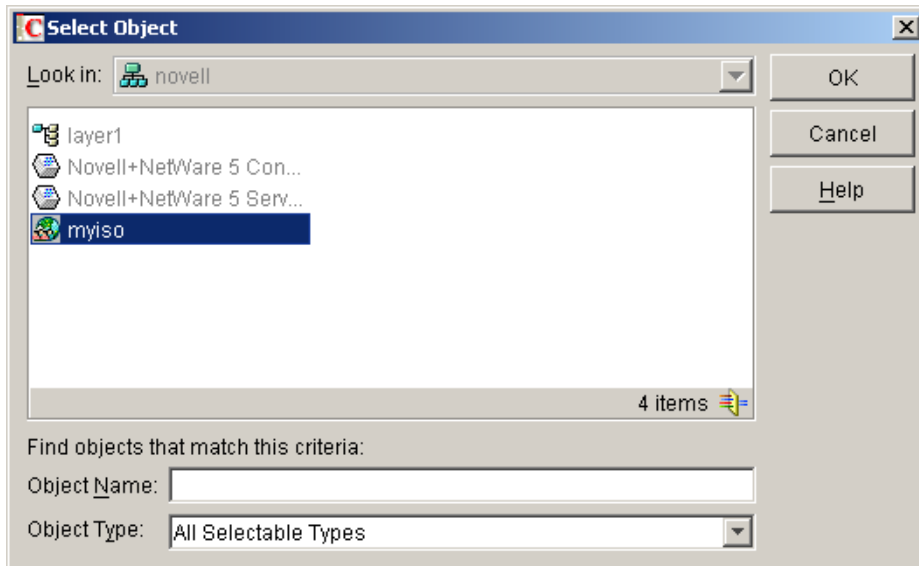 Select Object
Look in: novell
OK
layer1
Cancel
Novell+NetWare 5 Con...
Novell+NetWare 5 Serv...
Help
myiso
4 items
Find objects that match this criteria:
Object Name:
Object Type: All Selectable Types